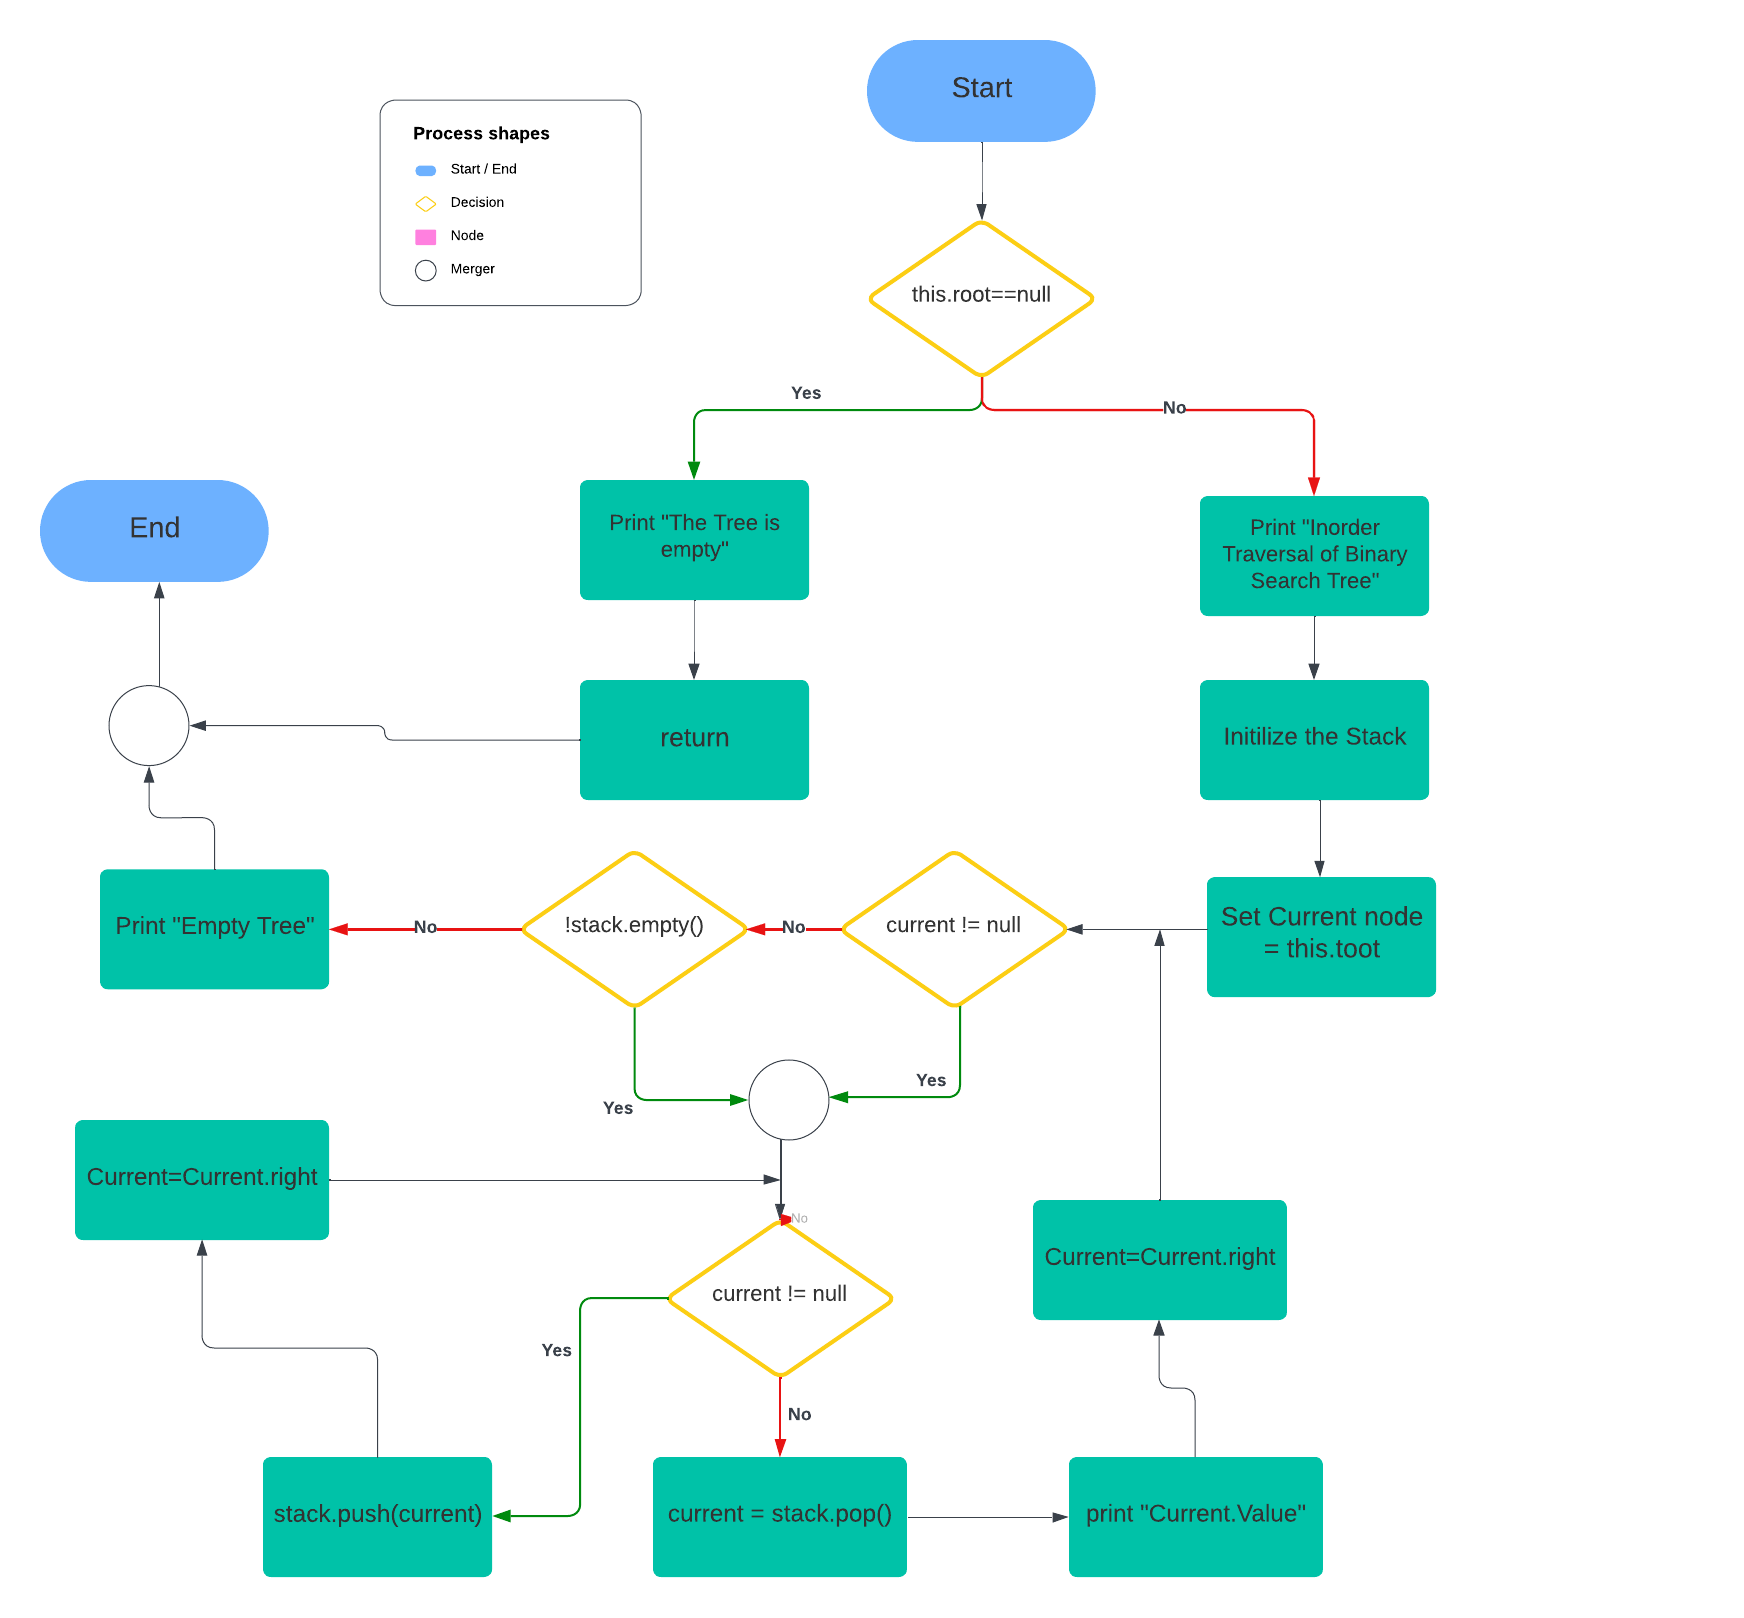 Start
Process shapes
Start / End
Decision
Node
Merger
this.root==null
Yes
No
End
Print "The Tree is
empty"
Print "Inorder
Traversal of Binary
Search Tree"
return
Initilize the Stack
Print "Empty Tree"
No
!stack.empty()
No
current != null
Set Current node
= this.toot
Yes
Yes
Current=Current.right
No
current != null
Current=Current.right
Yes
No
stack.push(current)
current = stack.pop()
print "Current.Value"